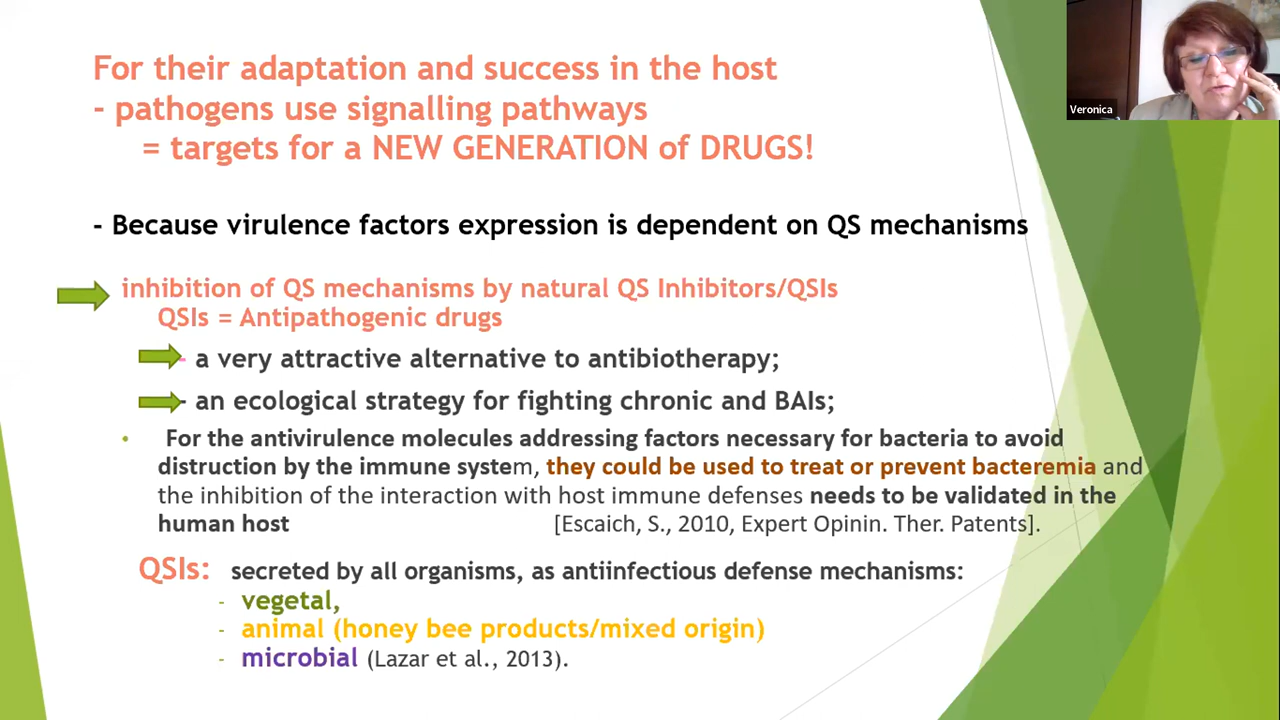 For their adaptation and success in the host
- pathogens use signalling pathways
= targets for a NEW GENERATION of DRUGS!
- Because virulence factors expression is dependent on QS mechanisms
inhibition of QS mechanisms by natural QS Inhibitors/QSIs
QSIs = Antipathogenic drugs
- a very attractive alternative to antibiotherapy;
- an ecological strategy for fighting chronic and BAIs;
• For the antivirulence molecules addressing factors necessary for bacteria to avoid
distruction by the immune system, they could be used to treat or prevent bacteremia and
the inhibition of the interaction with host immune defenses needs to be validated in the
human host [Escaich, S., 2010, Expert Opinin. Ther. Patents].
QSIs: secreted by all organisms, as antiinfectious defense mechanisms:
- vegetal,
- animal (honey bee products/mixed origin)
- microbial (Lazar et al., 2013).
Veronica